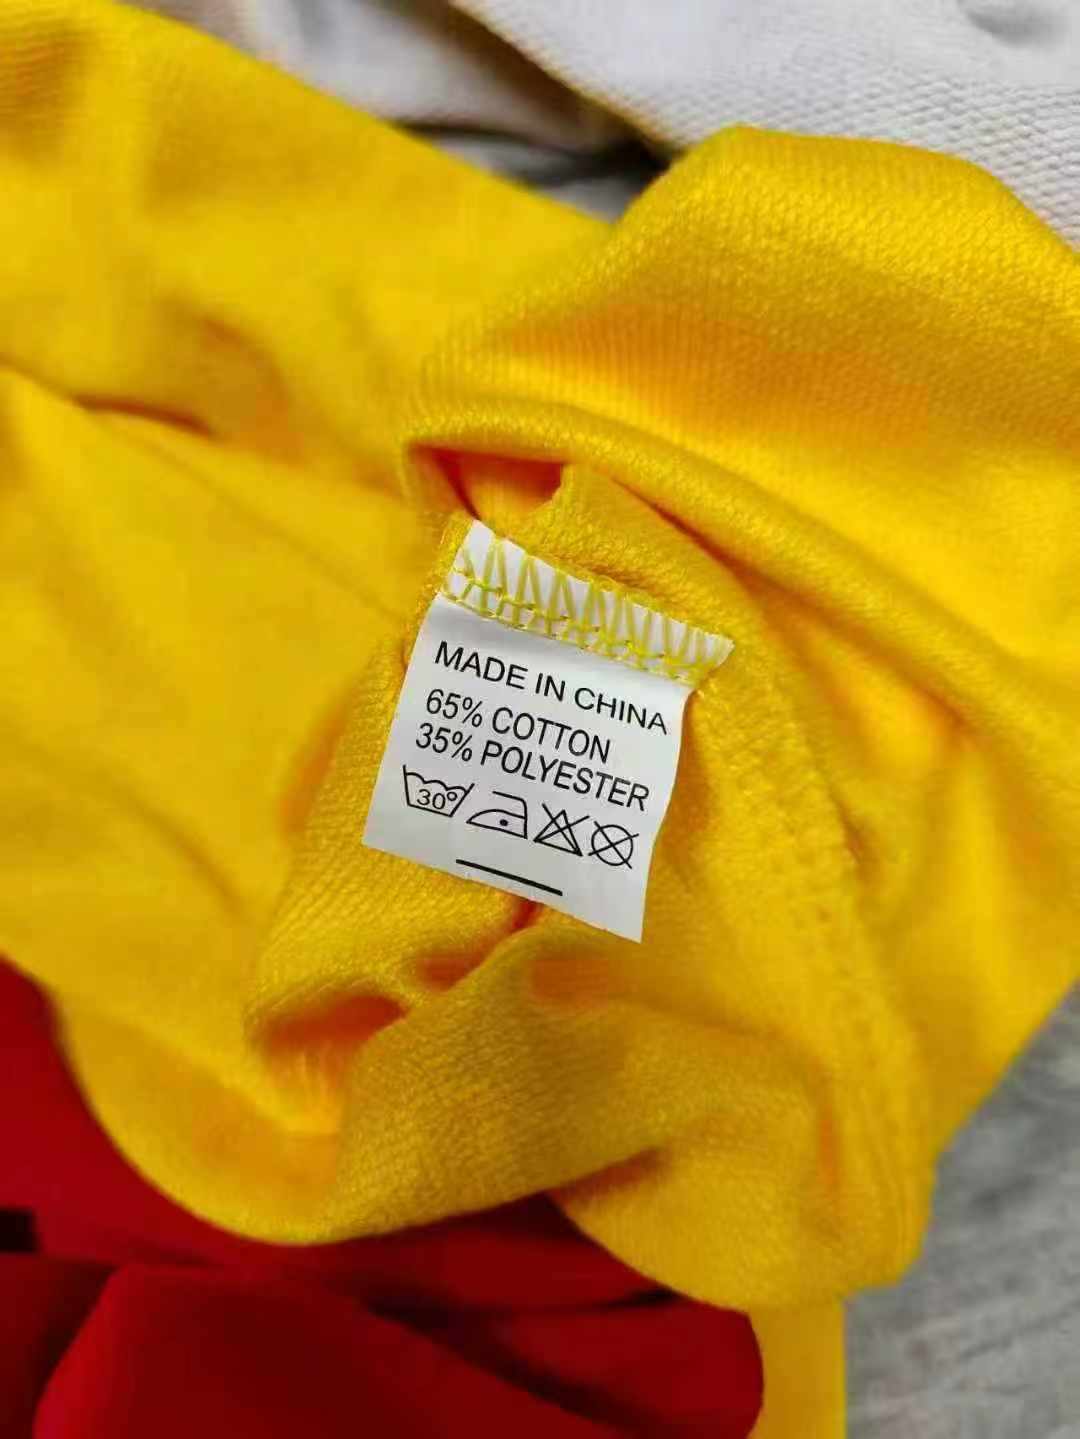 MADE IN CHINA
65% COTTON
35% POLYESTER
30°